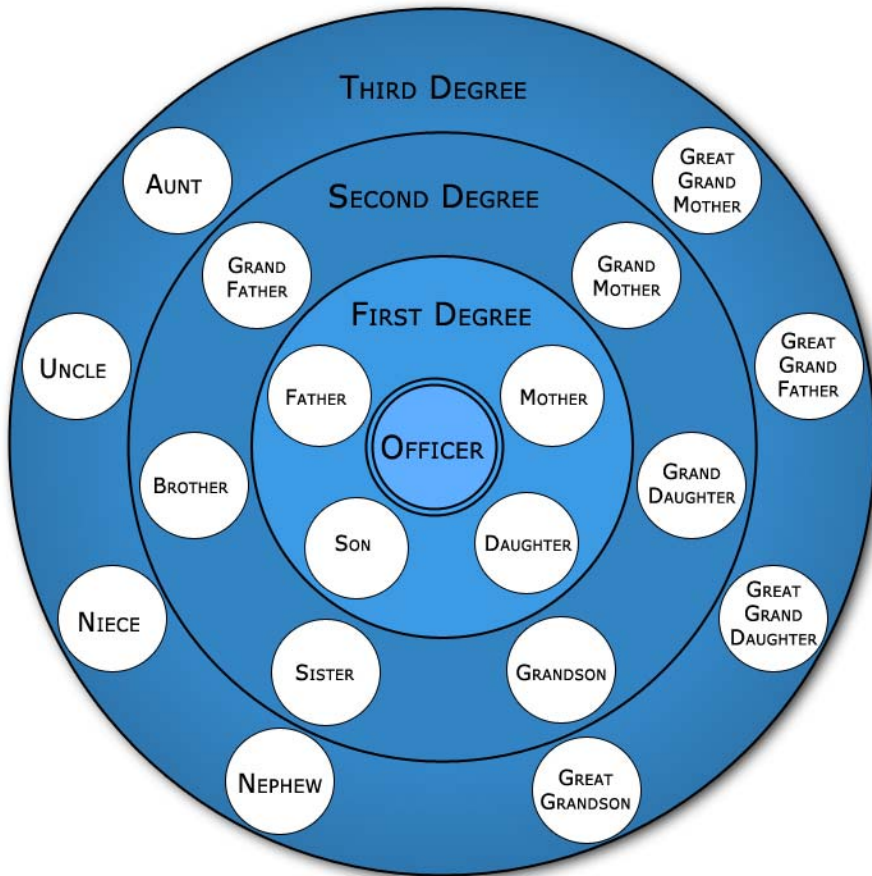 Third Degree
Aunt
Great
Grand
Mother
Second Degree
Grand
Father
Grand
Mother
First Degree
Uncle
Great
Grand
Father
Father
Mother
Officer
Brother
Grand
Daughter
Son
Daughter
Niece
Great
Grand
Daughter
Sister
Grandson
Nephew
Great
Grandson